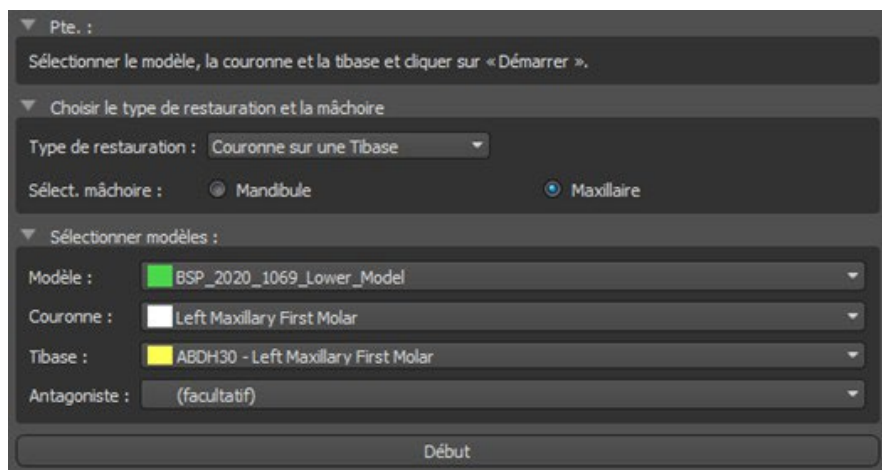 Pte. :
Sélectionner le modèle, la couronne et la tibase et cliquer sur « Démarrer ».
Choisir le type de restauration et la mâchoire
Type de restauration : Couronne sur une Tibase
Sélect. mâchoire : Mandibule Maxillaire
Sélectionner modèles :
Modèle : BSP_2020_1069_Lower_Model
Couronne : Left Maxillary First Molar
Tibase : ABDH30 - Left Maxillary First Molar
Antagoniste : (facultatif)
Début